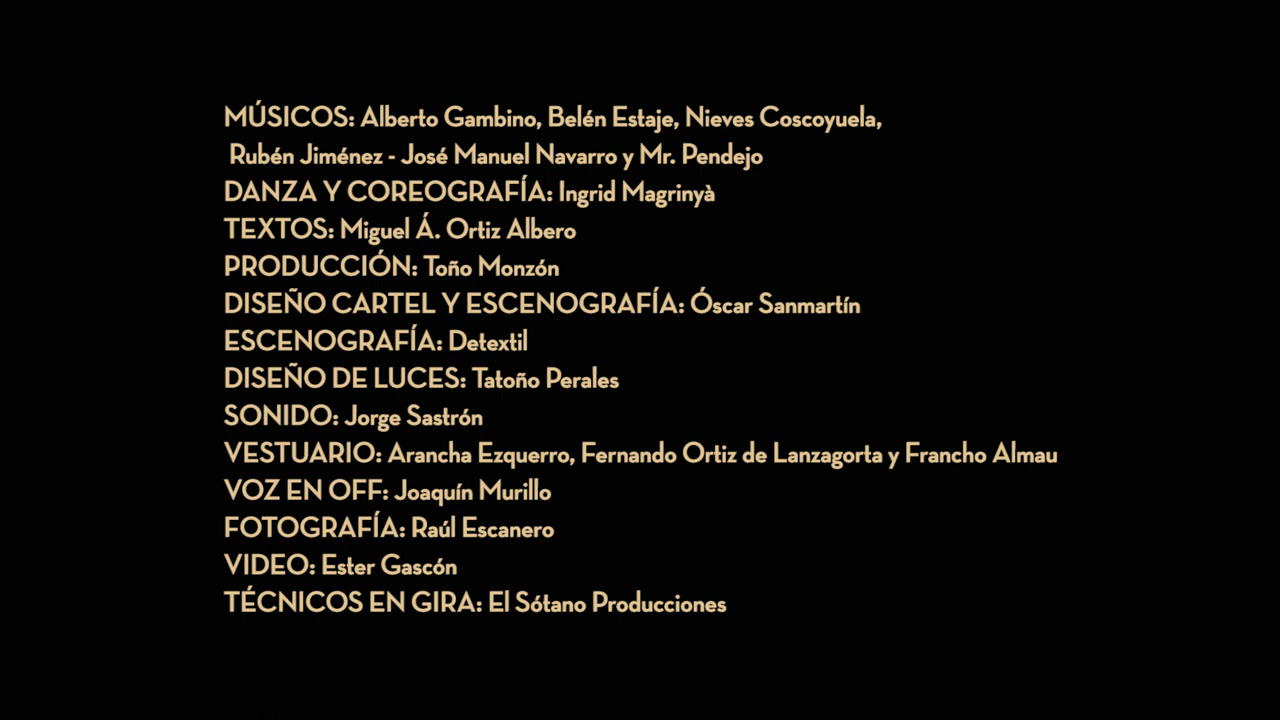 MÚSICOS: Alberto Gambino, Belén Estaje, Nieves Coscoyuela,
Rubén Jiménez - José Manuel Navarro y Mr. Pendejo
DANZA Y COREOGRAFÍA: Ingrid Magrinyà
TEXTOS: Miguel Á. Ortiz Albero
PRODUCCIÓN: Toño Monzón
DISEÑO CARTEL Y ESCENOGRAFÍA: Óscar Sanmartín
ESCENOGRAFÍA: Detextil
DISEÑO DE LUCES: Tatoño Perales
SONIDO: Jorge Sastrón
VESTUARIO: Arancha Ezquerro, Fernando Ortiz de Lanzagorta y Francho Almau
VOZ EN OFF: Joaquín Murillo
FOTOGRAFÍA: Raúl Escanero
VIDEO: Ester Gascón
TÉCNICOS EN GIRA: El Sótano Producciones